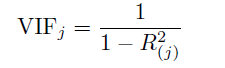 VIF_j = \frac{1}{1 - R^2_{(j)}}